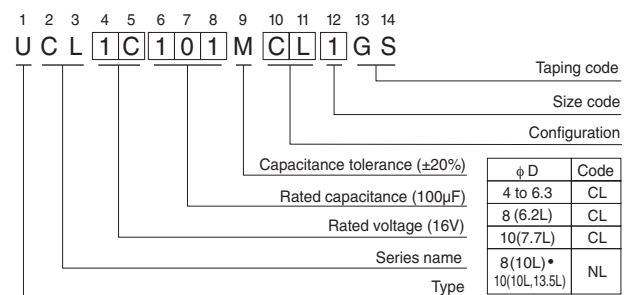 1 2 3 4 5 6 7 8 9 10 11 12 13 14
U C L 1 C 1 0 1 M C L 1 G S
Taping code
Size code
Configuration
Capacitance tolerance (±20%)
Rated capacitance (100μF)
Rated voltage (16V)
Series name
Type
ϕ D Code
4 to 6.3 CL
8 (6.2L) CL
10(7.7L) CL
8(10L)•
10(10L,13.5L) NL